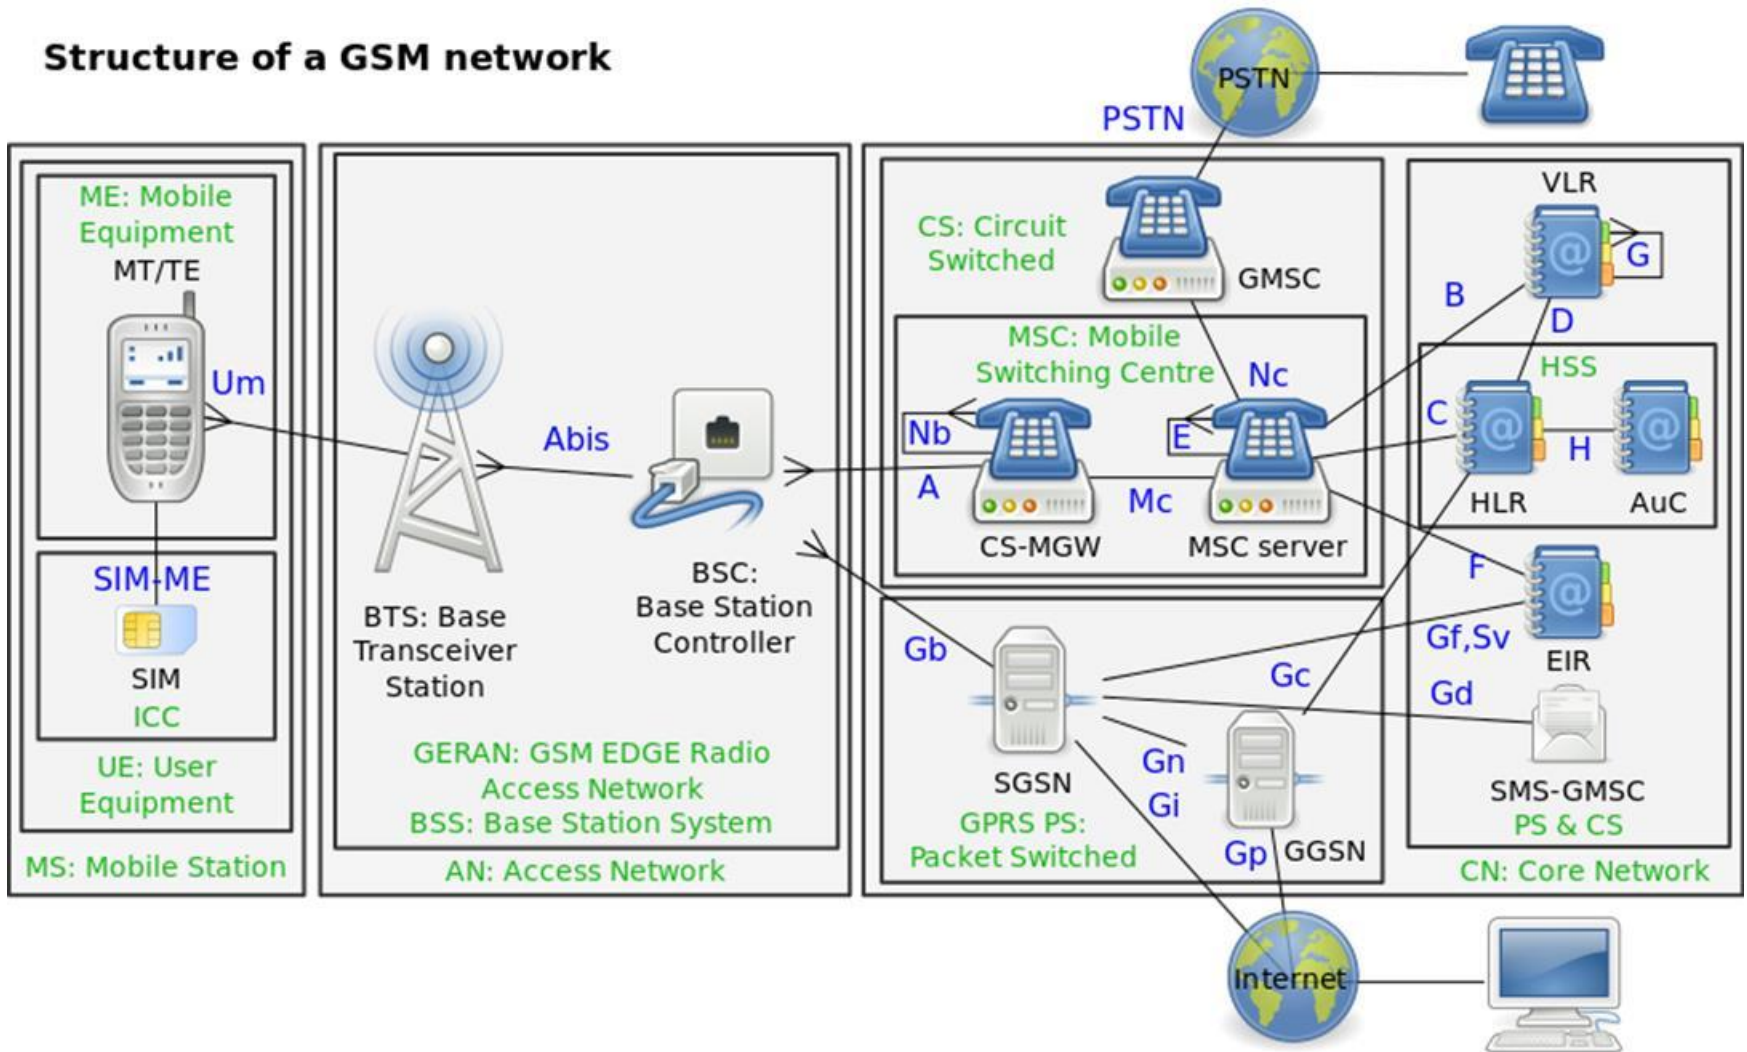 Structure of a GSM network
PSTN
PSTN
ME: Mobile
Equipment
MT/TE
Um
SIM-ME
SIM
ICC
UE: User
Equipment
MS: Mobile Station
Abis
BTS: Base
Transceiver
Station
BSC:
Base Station
Controller
GERAN: GSM EDGE Radio
Access Network
BSS: Base Station System
AN: Access Network
CS: Circuit
Switched
GMSC
MSC: Mobile
Switching Centre
Nc
Nb
E
A
Mc
CS-MGW
MSC server
Gb
SGSN
GPRS PS:
Packet Switched
Gn
Gi
Gp
GGSN
Gc
VLR
G
B
D
HSS
C
H
HLR
AuC
F
Gf,Sv
EIR
Gd
SMS-GMSC
PS & CS
CN: Core Network
Internet